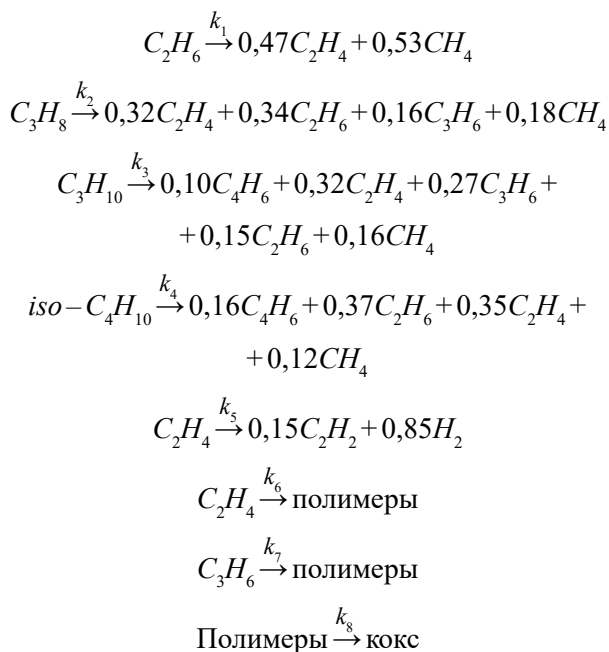 C₂H₆ →k₁ 0,47C₂H₄+0,53CH₄
C₃H₈ →k₂ 0,32C₂H₄+0,34C₂H₆+0,16C₃H₆+0,18CH₄
C₃H₁₀ →k₃ 0,10C₄H₆+0,32C₂H₄+0,27C₃H₆+
+0,15C₂H₆+0,16CH₄
iso−C₄H₁₀ →k₄ 0,16C₄H₆+0,37C₂H₆+0,35C₂H₄+
+0,12CH₄
C₂H₄ →k₅ 0,15C₂H₂+0,85H₂
C₂H₄ →k₆ полимеры
C₃H₆ →k₇ полимеры
Полимеры →k₈ кокс